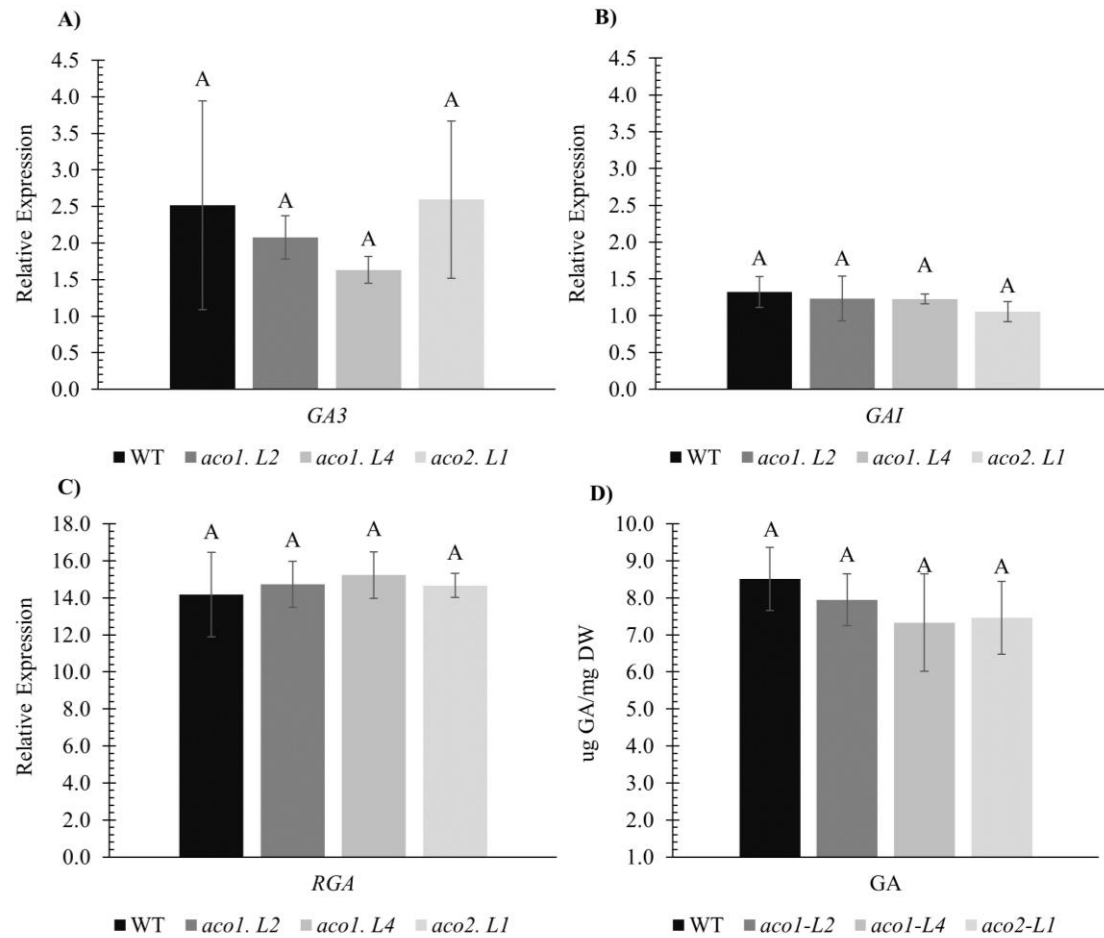 A)
4.5
4.0
3.5
3.0
2.5
2.0
1.5
1.0
0.5
0.0
Relative Expression
A
A
A
A
GA3
WT aco1. L2 aco1. L4 aco2. L1
B)
4.5
4.0
3.5
3.0
2.5
2.0
1.5
1.0
0.5
0.0
Relative Expression
A
A
A
A
GAI
WT aco1. L2 aco1. L4 aco2. L1
C)
18.0
16.0
14.0
12.0
10.0
8.0
6.0
4.0
2.0
0.0
Relative Expression
A
A
A
A
RGA
WT aco1. L2 aco1. L4 aco2. L1
D)
10.0
9.0
8.0
7.0
6.0
5.0
4.0
3.0
2.0
1.0
ug GA/mg DW
A
A
A
A
GA
WT aco1-L2 aco1-L4 aco2-L1